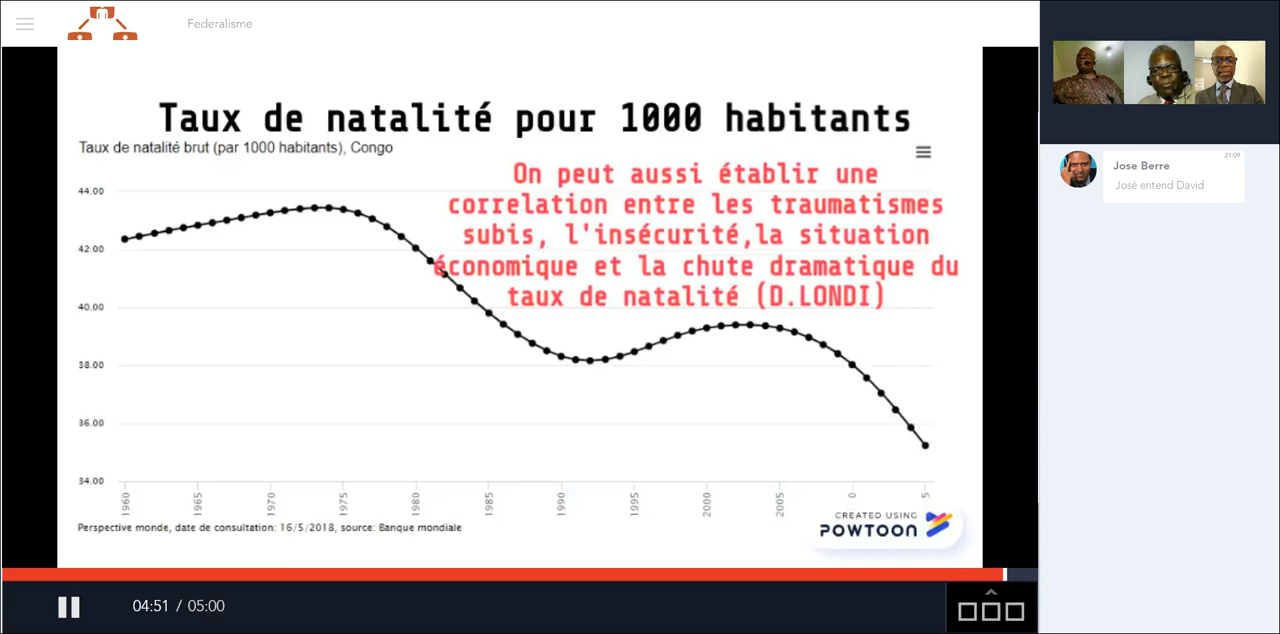 Federalisme
Taux de natalité pour 1000 habitants
Taux de natalité brut (par 1000 habitants), Congo
On peut aussi établir une
correlation entre les traumatismes
subis, l'insécurité,la situation
économique et la chute dramatique du
taux de natalité (D.LONDI)
44.00
42.00
40.00
38.00
36.00
34.00
1960
1965
1970
1975
1980
1985
1990
1995
2000
2005
0
5
Perspective monde, date de consultation: 16/5/2018, source: Banque mondiale
CREATED USING
POWTOON
04:51 / 05:00
21:09
Jose Berre
José entend David